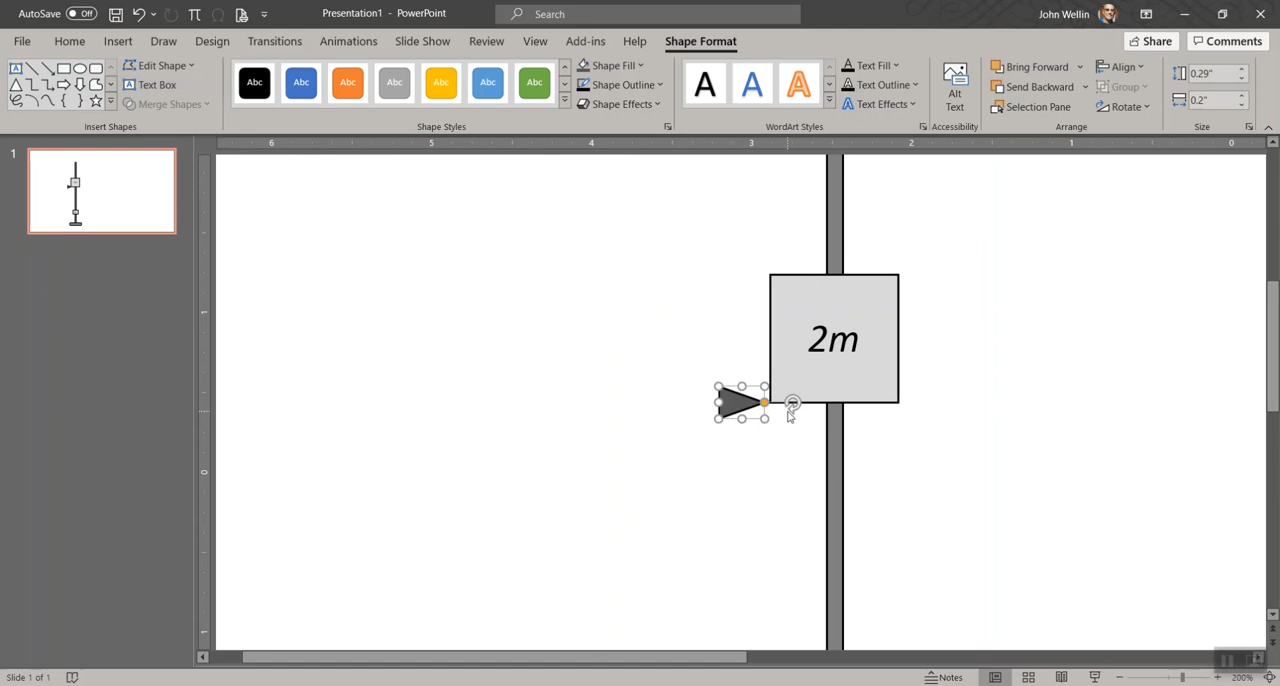 AutoSave Off Presentation1 - PowerPoint Search John Wellin
File Home Insert Draw Design Transitions Animations Slide Show Review View Add-ins Help Shape Format Share Comments
Edit Shape Text Box Merge Shapes
Insert Shapes
Abc Abc Abc Abc Abc Abc Abc
Shape Fill
Shape Outline
Shape Effects
Shape Styles
A A A
Text Fill
Text Outline
Text Effects
WordArt Styles
Alt
Text
Accessibility
Bring Forward
Send Backward
Selection Pane
Align
Group
Rotate
Arrange
0.29"
0.2"
Size
6 5 4 3 2 1 0
1
1
0
1
2m
Slide 1 of 1 Notes 200%